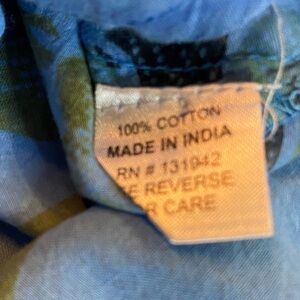 100% COTTON
MADE IN INDIA
RN # 131942
REVERSE
CARE